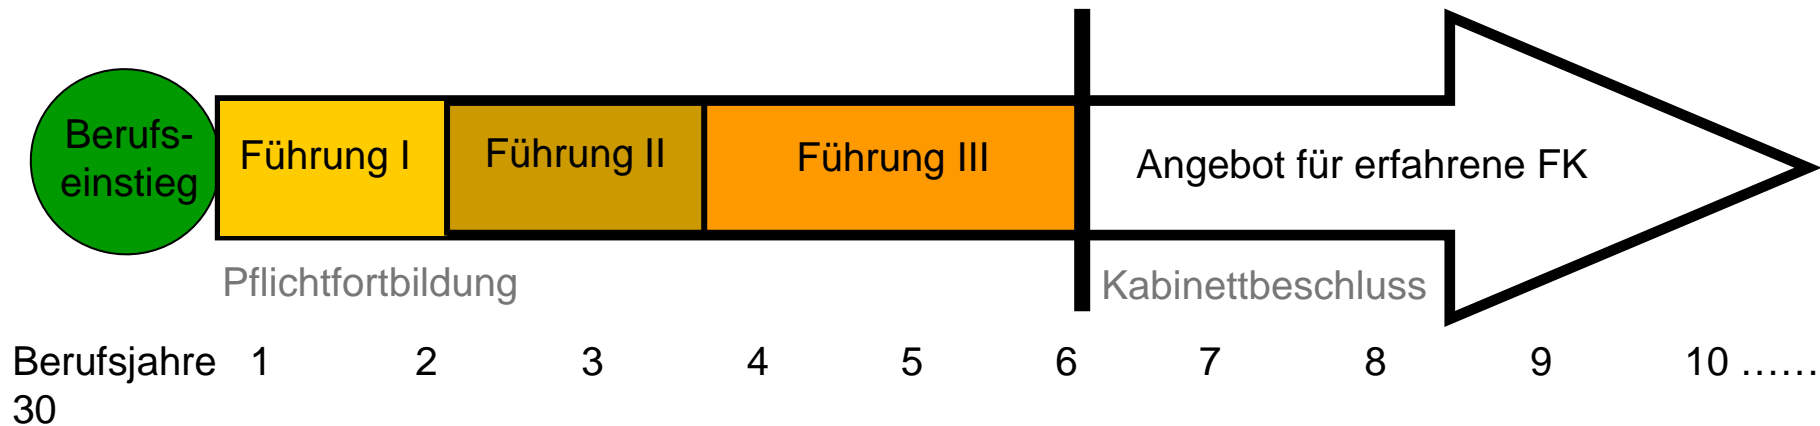 Berufs-
einstieg
Führung I
Führung II
Führung III
Angebot für erfahrene FK
Pflichtfortbildung
Kabinettbeschluss
Berufsjahre 1 2 3 4 5 6 7 8 9 10 ......
30